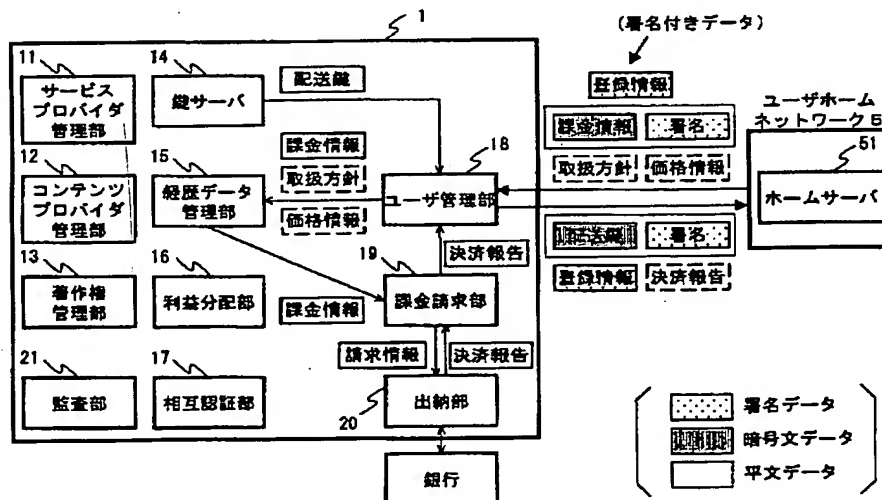 1
(署名付きデータ)
11
サービス
プロバイダ
管理部
14
鍵サーバ
配送鍵
登録情報
課金情報
署名
取扱方針
価格情報
ユーザホーム
ネットワーク5
51
ホームサーバ
12
コンテンツ
プロバイダ
管理部
15
経歴データ
管理部
課金情報
取扱方針
価格情報
18
ユーザ管理部
配送鍵
署名
登録情報
決済報告
13
著作権
管理部
16
利益分配部
課金情報
19
決済報告
課金請求部
請求情報
決済報告
21
監査部
17
相互認証部
20
出納部
銀行
署名データ
暗号文データ
平文データ